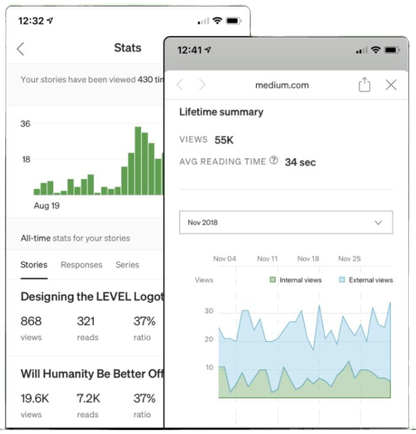 12:32
Stats
Your stories have been viewed 430 tim
36
18
Aug 19
All-time stats for your stories
Stories Responses Series
Designing the LEVEL Logot
868 321 37%
views reads ratio
Will Humanity Be Better Off
19.6K 7.2K 37%
views reads ratio
12:41
medium.com
Lifetime summary
VIEWS 55K
AVG READING TIME ? 34 sec
Nov 2018
Nov 04 Nov 11 Nov 18 Nov 25
Views Internal views External views
30
20
10